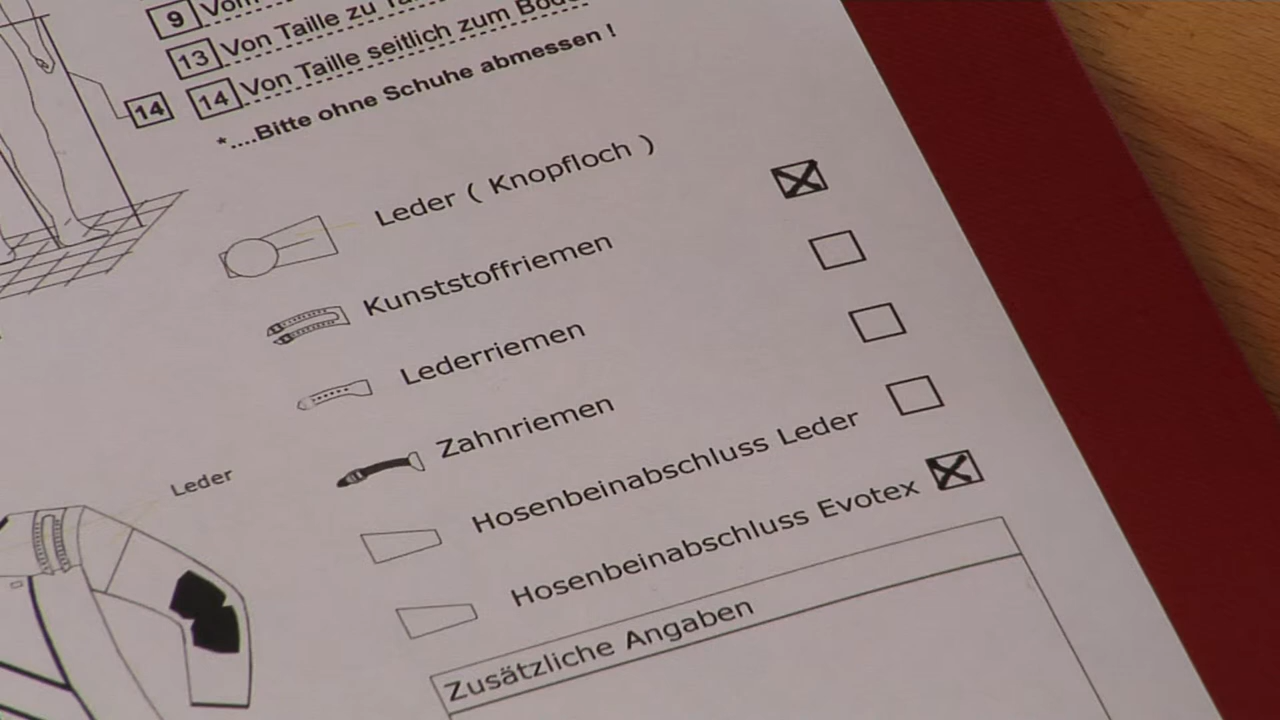 9 Vom
13 Von Taille zu
14 14 Von Taille seitlich zum
*....Bitte ohne Schuhe abmessen !
Leder ( Knopfloch )
Kunststoffriemen
Lederriemen
Zahnriemen
Leder
Hosenbeinabschluss Leder
Hosenbeinabschluss Evotex
Zusätzliche Angaben